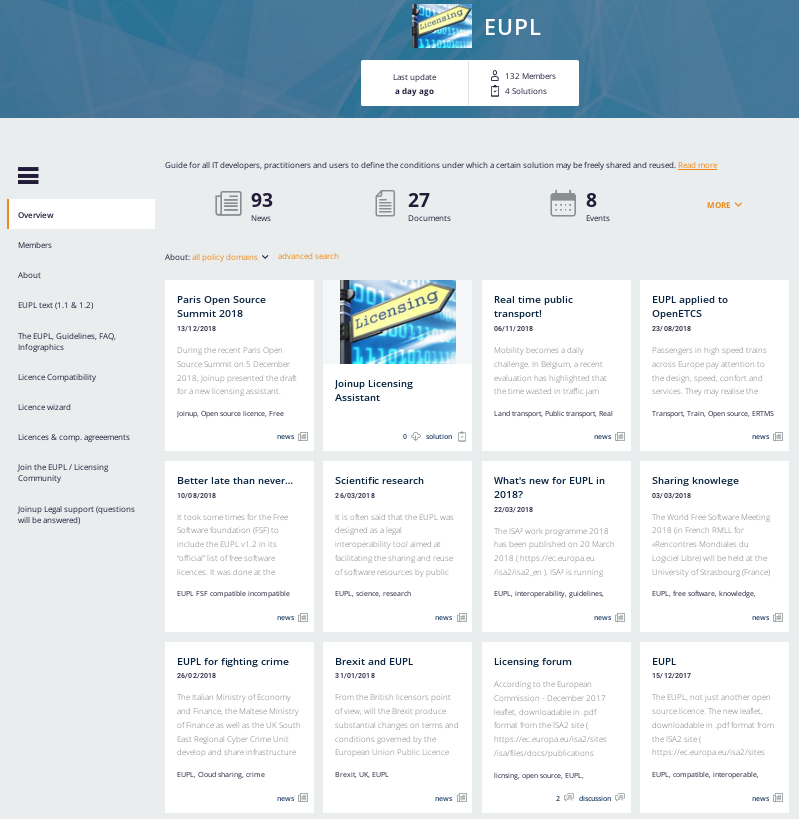 Licensing
EUPL
Last update
a day ago
132 Members
4 Solutions
Guide for all IT developers, practitioners and users to define the conditions under which a certain solution may be freely shared and reused. Read more
93
News
27
Documents
8
Events
MORE
Overview
Members
About
EUPL text (1.1 & 1.2)
The EUPL, Guidelines, FAQ,
Infographics
Licence Compatibility
Licence wizard
Licences & comp. agreeements
Join the EUPL / Licensing
Community
Joinup Legal support (questions
will be answered)
About: all policy domains advanced search
Paris Open Source
Summit 2018
13/12/2018
During the recent Paris Open
Source Summit on 5 December
2018, Joinup presented the draft
for a new licensing assistant.
Joinup, Open source licence, Free
news
Licensing
Joinup Licensing
Assistant
0 solution
Real time public
transport!
06/11/2018
Mobility becomes a daily
challenge. In Belgium, a recent
evaluation has highlighted that
the time wasted in traffic jam
Land transport, Public transport, Real
news
EUPL applied to
OpenETCS
23/08/2018
Passengers in high speed trains
across Europe pay attention to
the design, speed, confort and
services. They may realise the
Transport, Train, Open source, ERTMS
news
Better late than never...
10/08/2018
It took some times for the Free
Software foundation (FSF) to
include the EUPL v1.2 in its
"official" list of free software
licences. It was done at the
EUPL FSF compatible incompatible
news
Scientific research
26/03/2018
It is often said that the EUPL was
designed as a legal
interoperability tool aimed at
facilitating the sharing and reuse
of software resources by public
EUPL, science, research
news
What's new for EUPL in
2018?
22/03/2018
The ISA² work programme 2018
has been published on 20 March
2018 ( https://ec.europa.eu
/isa2/isa2_en ). ISA² is running
EUPL, interoperability, guidelines,
news
Sharing knowlege
03/03/2018
The World Free Software Meeting
2018 (in French RMLL for
«Rencontres Mondiales du
Logiciel Libre) will be held at the
University of Strasbourg (France)
EUPL, free software, knowledge,
news
EUPL for fighting crime
26/02/2018
The Italian Ministry of Economy
and Finance, the Maltese Ministry
of Finance as well as the UK South
East Regional Cyber Crime Unit
develop and share infrastructure
EUPL, Cloud sharing, crime
news
Brexit and EUPL
31/01/2018
From the British licensors point
of view, will the Brexit produce
substantial changes on terms and
conditions governed by the
European Union Public Licence
Brexit, UK, EUPL
news
Licensing forum
According to the European
Commission - December 2017
leaflet, downloadable in .pdf
format from the ISA2 site (
https://ec.europa.eu/isa2/sites
/isa/files/docs/publications
licnsing, open source, EUPL,
2 discussion
EUPL
15/12/2017
The EUPL, not just another open
source licence. The new leaflet,
downloadable in .pdf format from
the ISA2 site (
https://ec.europa.eu/isa2/sites
EUPL, compatible, interoperable,
news